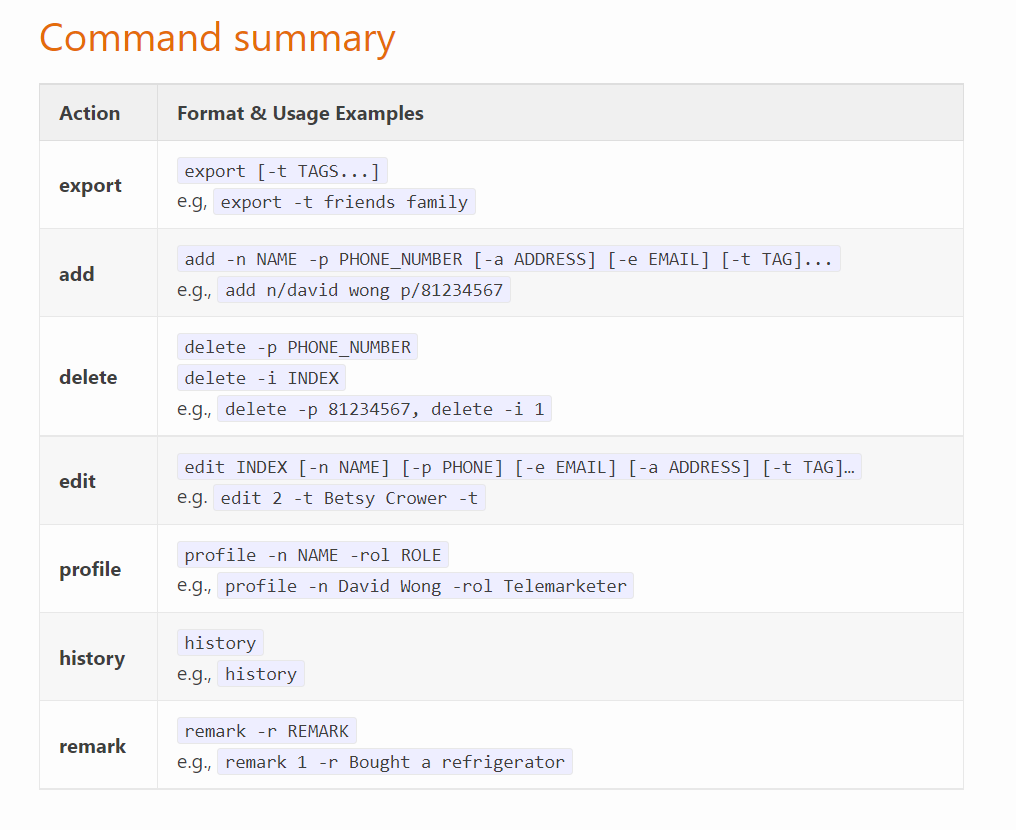 Command summary
Action Format & Usage Examples
export export [-t TAGS...]
e.g, export -t friends family
add add -n NAME -p PHONE_NUMBER [-a ADDRESS] [-e EMAIL] [-t TAG]...
e.g., add n/david wong p/81234567
delete delete -p PHONE_NUMBER
delete -i INDEX
e.g., delete -p 81234567, delete -i 1
edit edit INDEX [-n NAME] [-p PHONE] [-e EMAIL] [-a ADDRESS] [-t TAG]…
e.g. edit 2 -t Betsy Crower -t
profile profile -n NAME -rol ROLE
e.g., profile -n David Wong -rol Telemarketer
history history
e.g., history
remark remark -r REMARK
e.g., remark 1 -r Bought a refrigerator